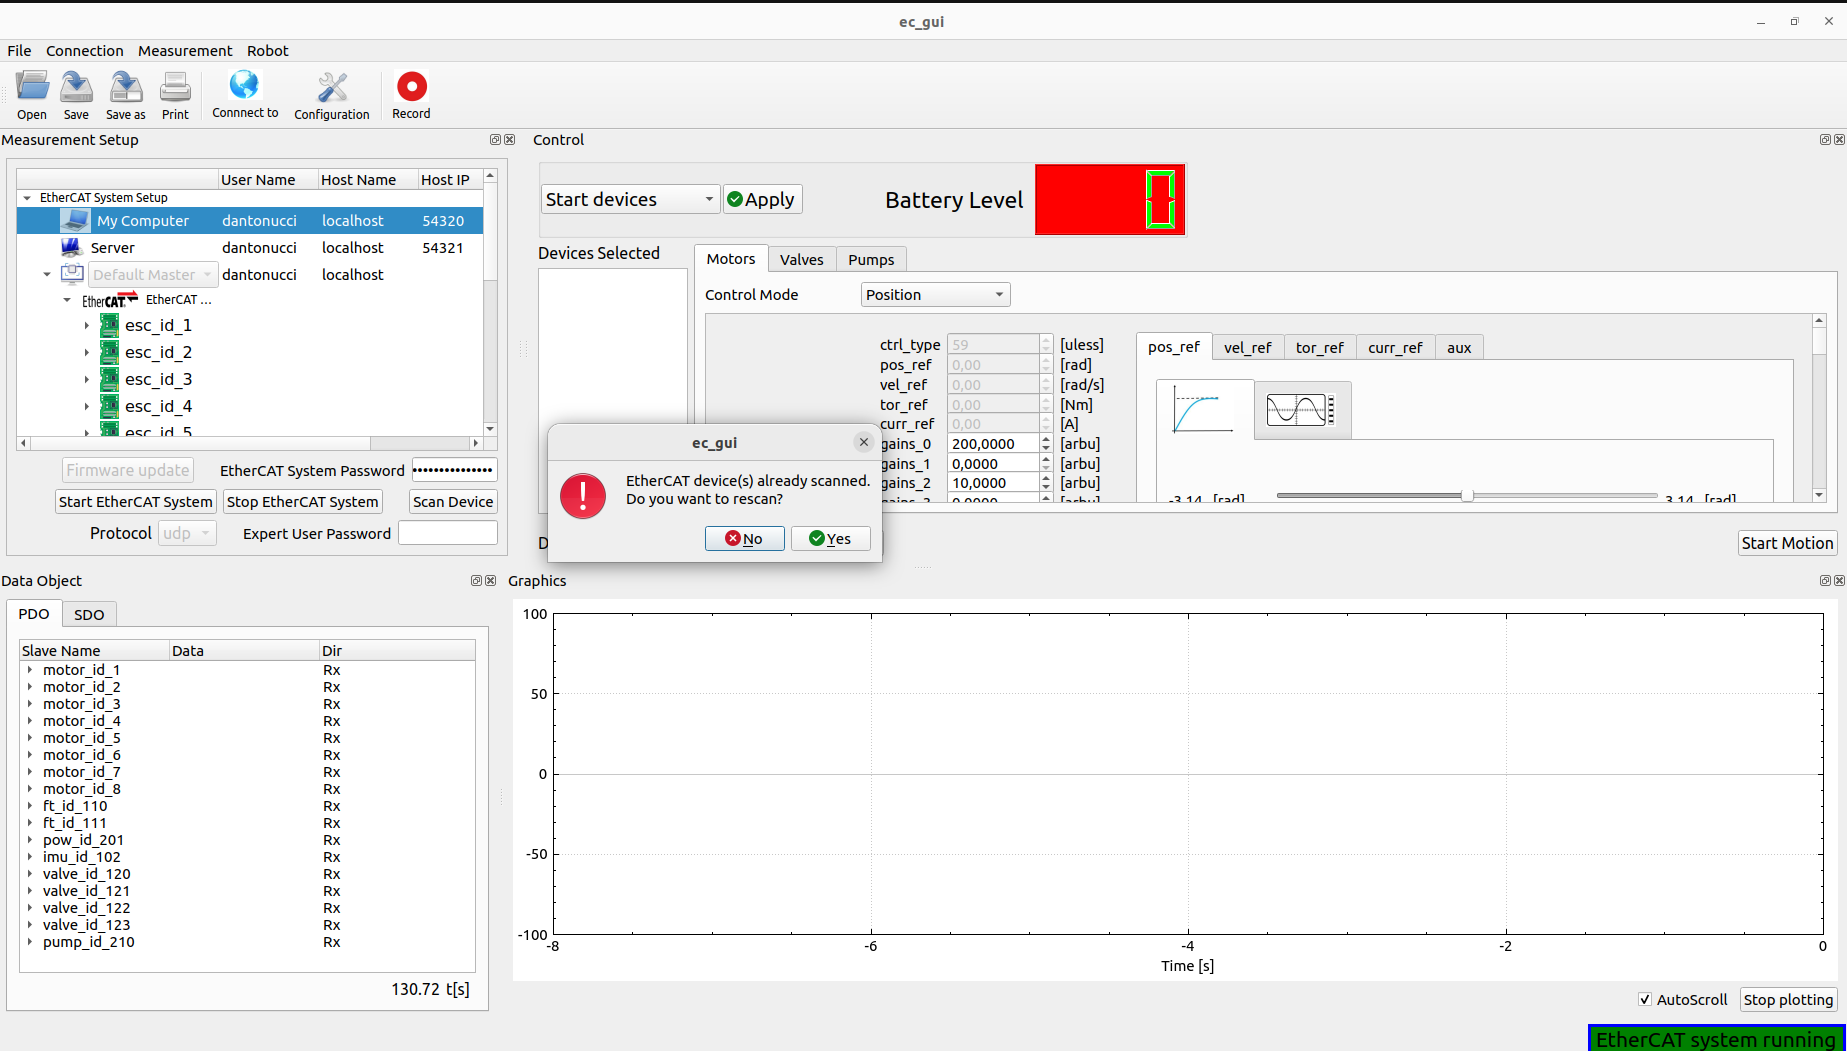 ec_gui
File Connection Measurement Robot
Open Save Save as Print Connnect to Configuration Record
Measurement Setup
User Name Host Name Host IP
EtherCAT System Setup
My Computer dantonucci localhost 54320
Server dantonucci localhost 54321
Default Master dantonucci localhost
EtherCAT EtherCAT ...
esc_id_1
esc_id_2
esc_id_3
esc_id_4
esc_id_5
Firmware update EtherCAT System Password
Start EtherCAT System Stop EtherCAT System Scan Device
Protocol udp Expert User Password
Control
Start devices Apply Battery Level 0
Devices Selected
Motors Valves Pumps
Control Mode Position
ctrl_type 59 [uless]
pos_ref 0,00 [rad]
vel_ref 0,00 [rad/s]
tor_ref 0,00 [Nm]
curr_ref 0,00 [A]
gains_0 200,0000 [arbu]
gains_1 0,0000 [arbu]
gains_2 10,0000 [arbu]
gains_3 0,0000 [arbu]
pos_ref vel_ref tor_ref curr_ref aux
-3.14 [rad] 3.14 [rad]
ec_gui
EtherCAT device(s) already scanned.
Do you want to rescan?
No Yes
D
Start Motion
Data Object
PDO SDO
Slave Name Data Dir
motor_id_1 Rx
motor_id_2 Rx
motor_id_3 Rx
motor_id_4 Rx
motor_id_5 Rx
motor_id_6 Rx
motor_id_7 Rx
motor_id_8 Rx
ft_id_110 Rx
ft_id_111 Rx
pow_id_201 Rx
imu_id_102 Rx
valve_id_120 Rx
valve_id_121 Rx
valve_id_122 Rx
valve_id_123 Rx
pump_id_210 Rx
130.72 t[s]
Graphics
100
50
0
-50
-100
-8 -6 -4 -2 0
Time [s]
AutoScroll Stop plotting
EtherCAT system running